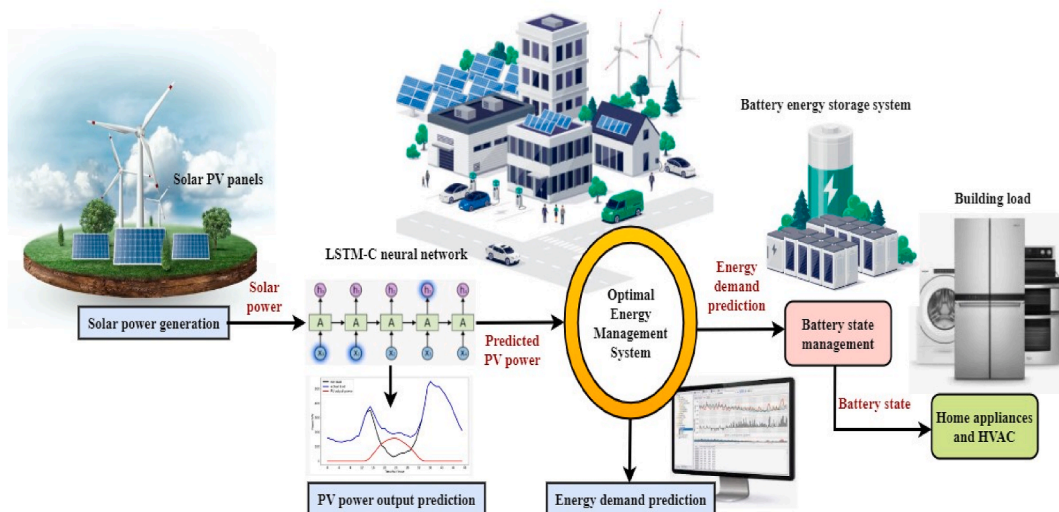 Solar PV panels
Solar power generation
Solar
power
LSTM-C neural network
A A A A A
Predicted
PV power
PV power output prediction
Optimal
Energy
Management
System
Energy demand prediction
Energy
demand
prediction
Battery energy storage system
Battery state
management
Battery state
Building load
Home appliances
and HVAC